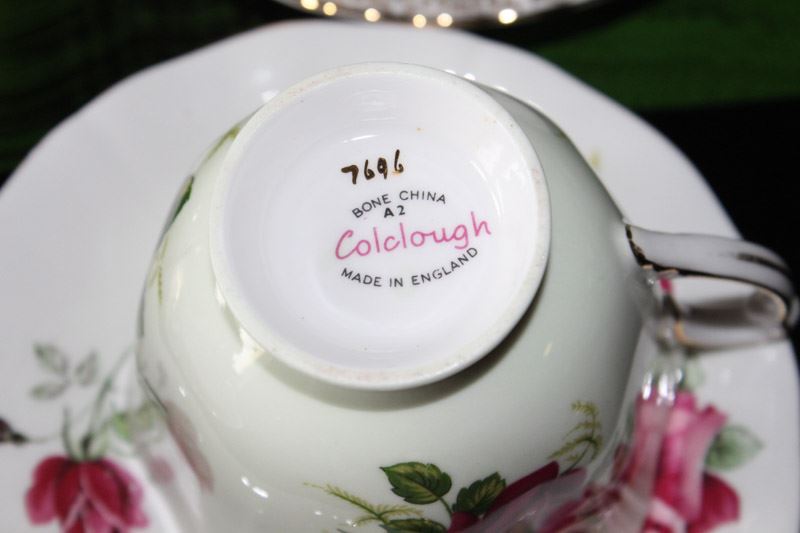 7696
BONE CHINA
A2
Colclough
MADE IN ENGLAND